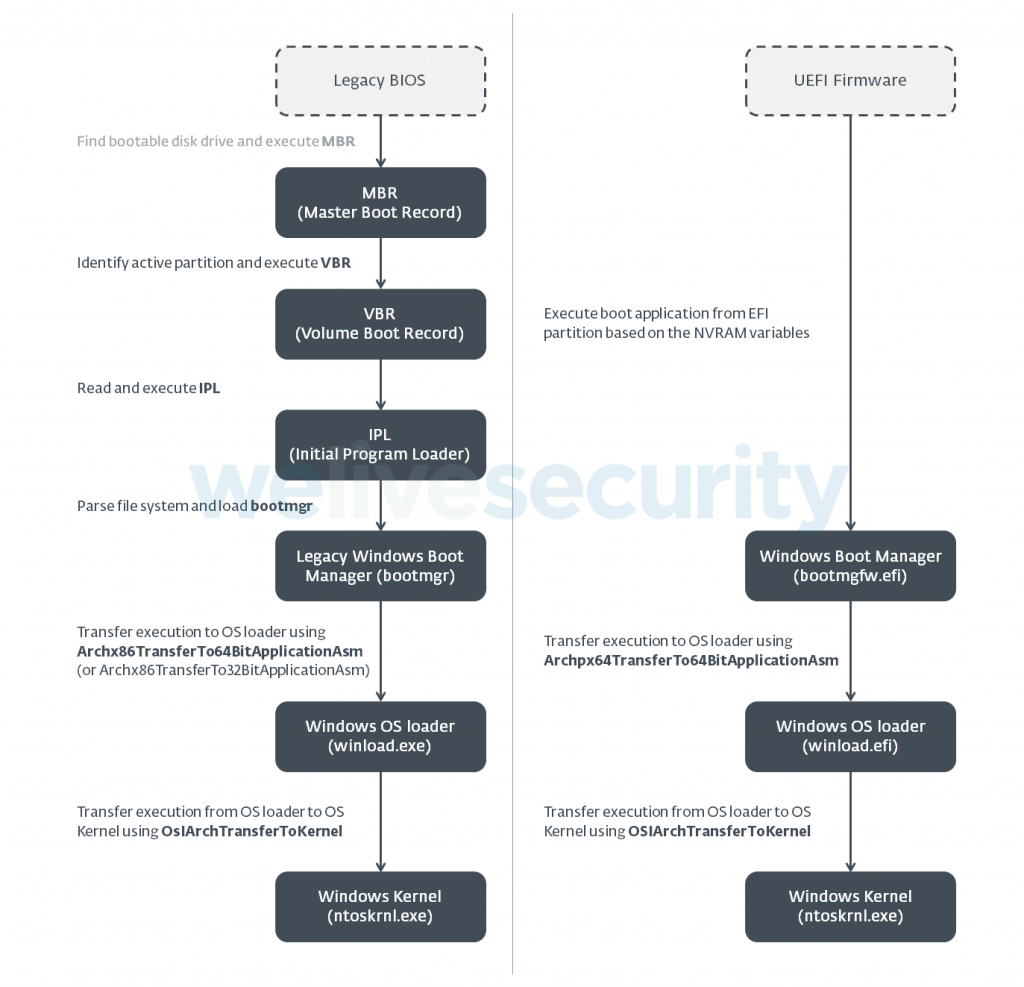 Legacy BIOS
Find bootable disk drive and execute MBR
MBR
(Master Boot Record)
Identify active partition and execute VBR
VBR
(Volume Boot Record)
Read and execute IPL
IPL
(Initial Program Loader)
Parse file system and load bootmgr
Legacy Windows Boot
Manager (bootmgr)
Transfer execution to OS loader using
Archx86TransferTo64BitApplicationAsm
(or Archx86TransferTo32BitApplicationAsm)
Windows OS loader
(winload.exe)
Transfer execution from OS loader to OS
Kernel using OslArchTransferToKernel
Windows Kernel
(ntoskrnl.exe)
UEFI Firmware
Execute boot application from EFI
partition based on the NVRAM variables
Windows Boot Manager
(bootmgfw.efi)
Transfer execution to OS loader using
Archpx64TransferTo64BitApplicationAsm
Windows OS loader
(winload.efi)
Transfer execution from OS loader to OS
Kernel using OSlArchTransferToKernel
Windows Kernel
(ntoskrnl.exe)
welivesecurity